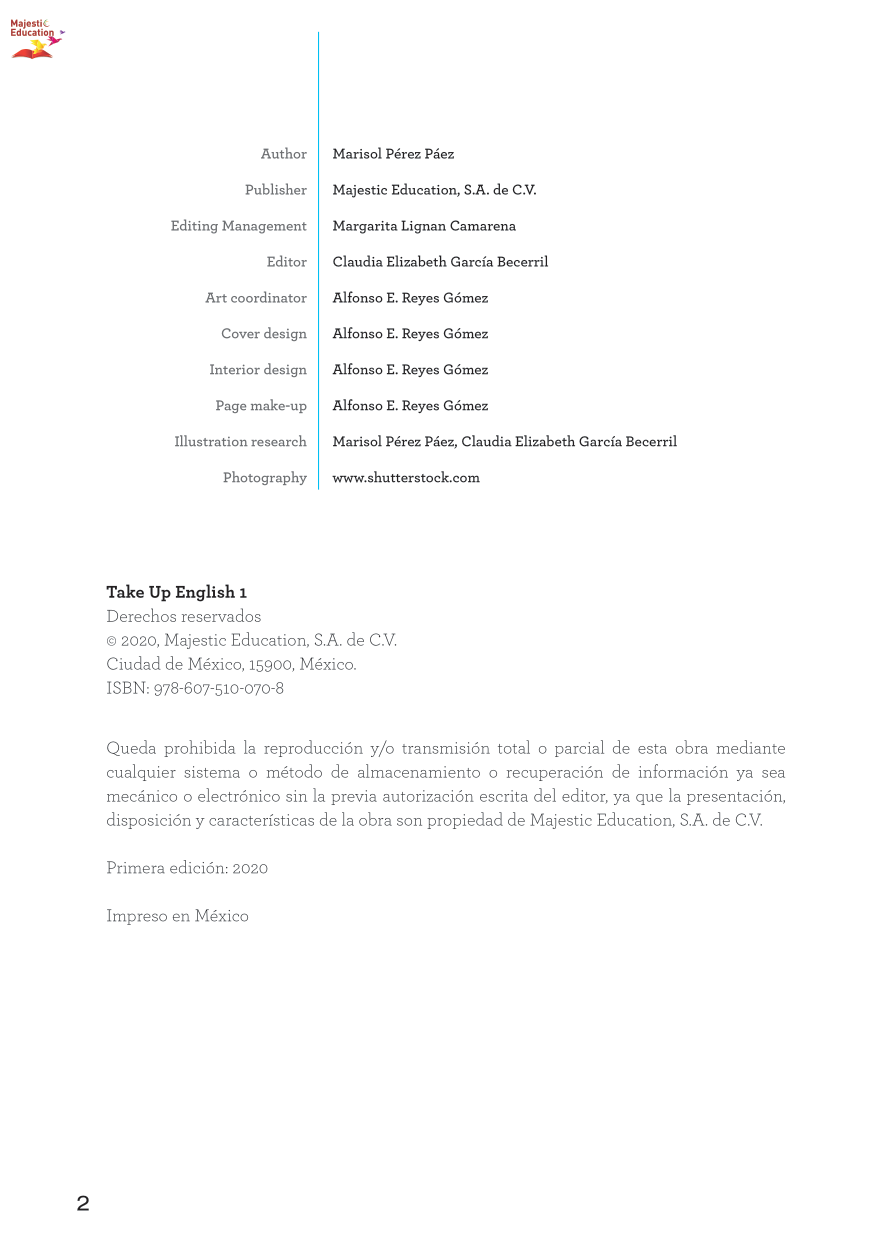 Majestic
Education
Author Marisol Pérez Páez
Publisher Majestic Education, S.A. de C.V.
Editing Management Margarita Lignan Camarena
Editor Claudia Elizabeth García Becerril
Art coordinator Alfonso E. Reyes Gómez
Cover design Alfonso E. Reyes Gómez
Interior design Alfonso E. Reyes Gómez
Page make-up Alfonso E. Reyes Gómez
Illustration research Marisol Pérez Páez, Claudia Elizabeth García Becerril
Photography www.shutterstock.com
Take Up English 1
Derechos reservados
© 2020, Majestic Education, S.A. de C.V.
Ciudad de México, 15900, México.
ISBN: 978-607-510-070-8
Queda prohibida la reproducción y/o transmisión total o parcial de esta obra mediante
cualquier sistema o método de almacenamiento o recuperación de información ya sea
mecánico o electrónico sin la previa autorización escrita del editor, ya que la presentación,
disposición y características de la obra son propiedad de Majestic Education, S.A. de C.V.
Primera edición: 2020
Impreso en México
2